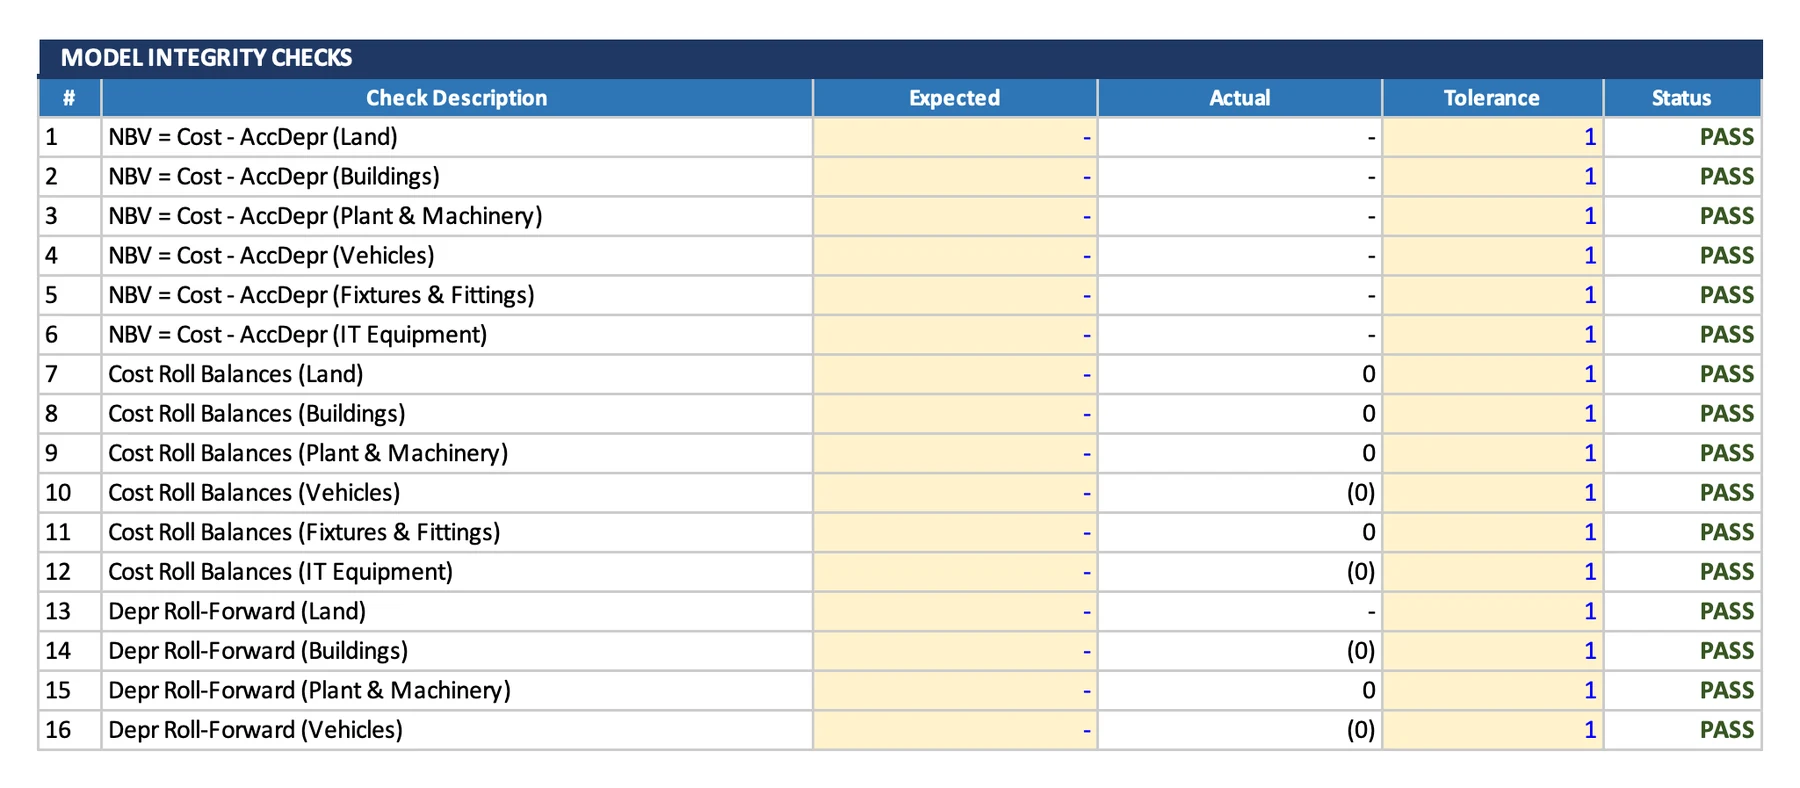 MODEL INTEGRITY CHECKS
# Check Description Expected Actual Tolerance Status
1 NBV = Cost - AccDepr (Land) - - 1 PASS
2 NBV = Cost - AccDepr (Buildings) - - 1 PASS
3 NBV = Cost - AccDepr (Plant & Machinery) - - 1 PASS
4 NBV = Cost - AccDepr (Vehicles) - - 1 PASS
5 NBV = Cost - AccDepr (Fixtures & Fittings) - - 1 PASS
6 NBV = Cost - AccDepr (IT Equipment) - - 1 PASS
7 Cost Roll Balances (Land) - 0 1 PASS
8 Cost Roll Balances (Buildings) - 0 1 PASS
9 Cost Roll Balances (Plant & Machinery) - 0 1 PASS
10 Cost Roll Balances (Vehicles) - (0) 1 PASS
11 Cost Roll Balances (Fixtures & Fittings) - 0 1 PASS
12 Cost Roll Balances (IT Equipment) - (0) 1 PASS
13 Depr Roll-Forward (Land) - - 1 PASS
14 Depr Roll-Forward (Buildings) - (0) 1 PASS
15 Depr Roll-Forward (Plant & Machinery) - 0 1 PASS
16 Depr Roll-Forward (Vehicles) - (0) 1 PASS